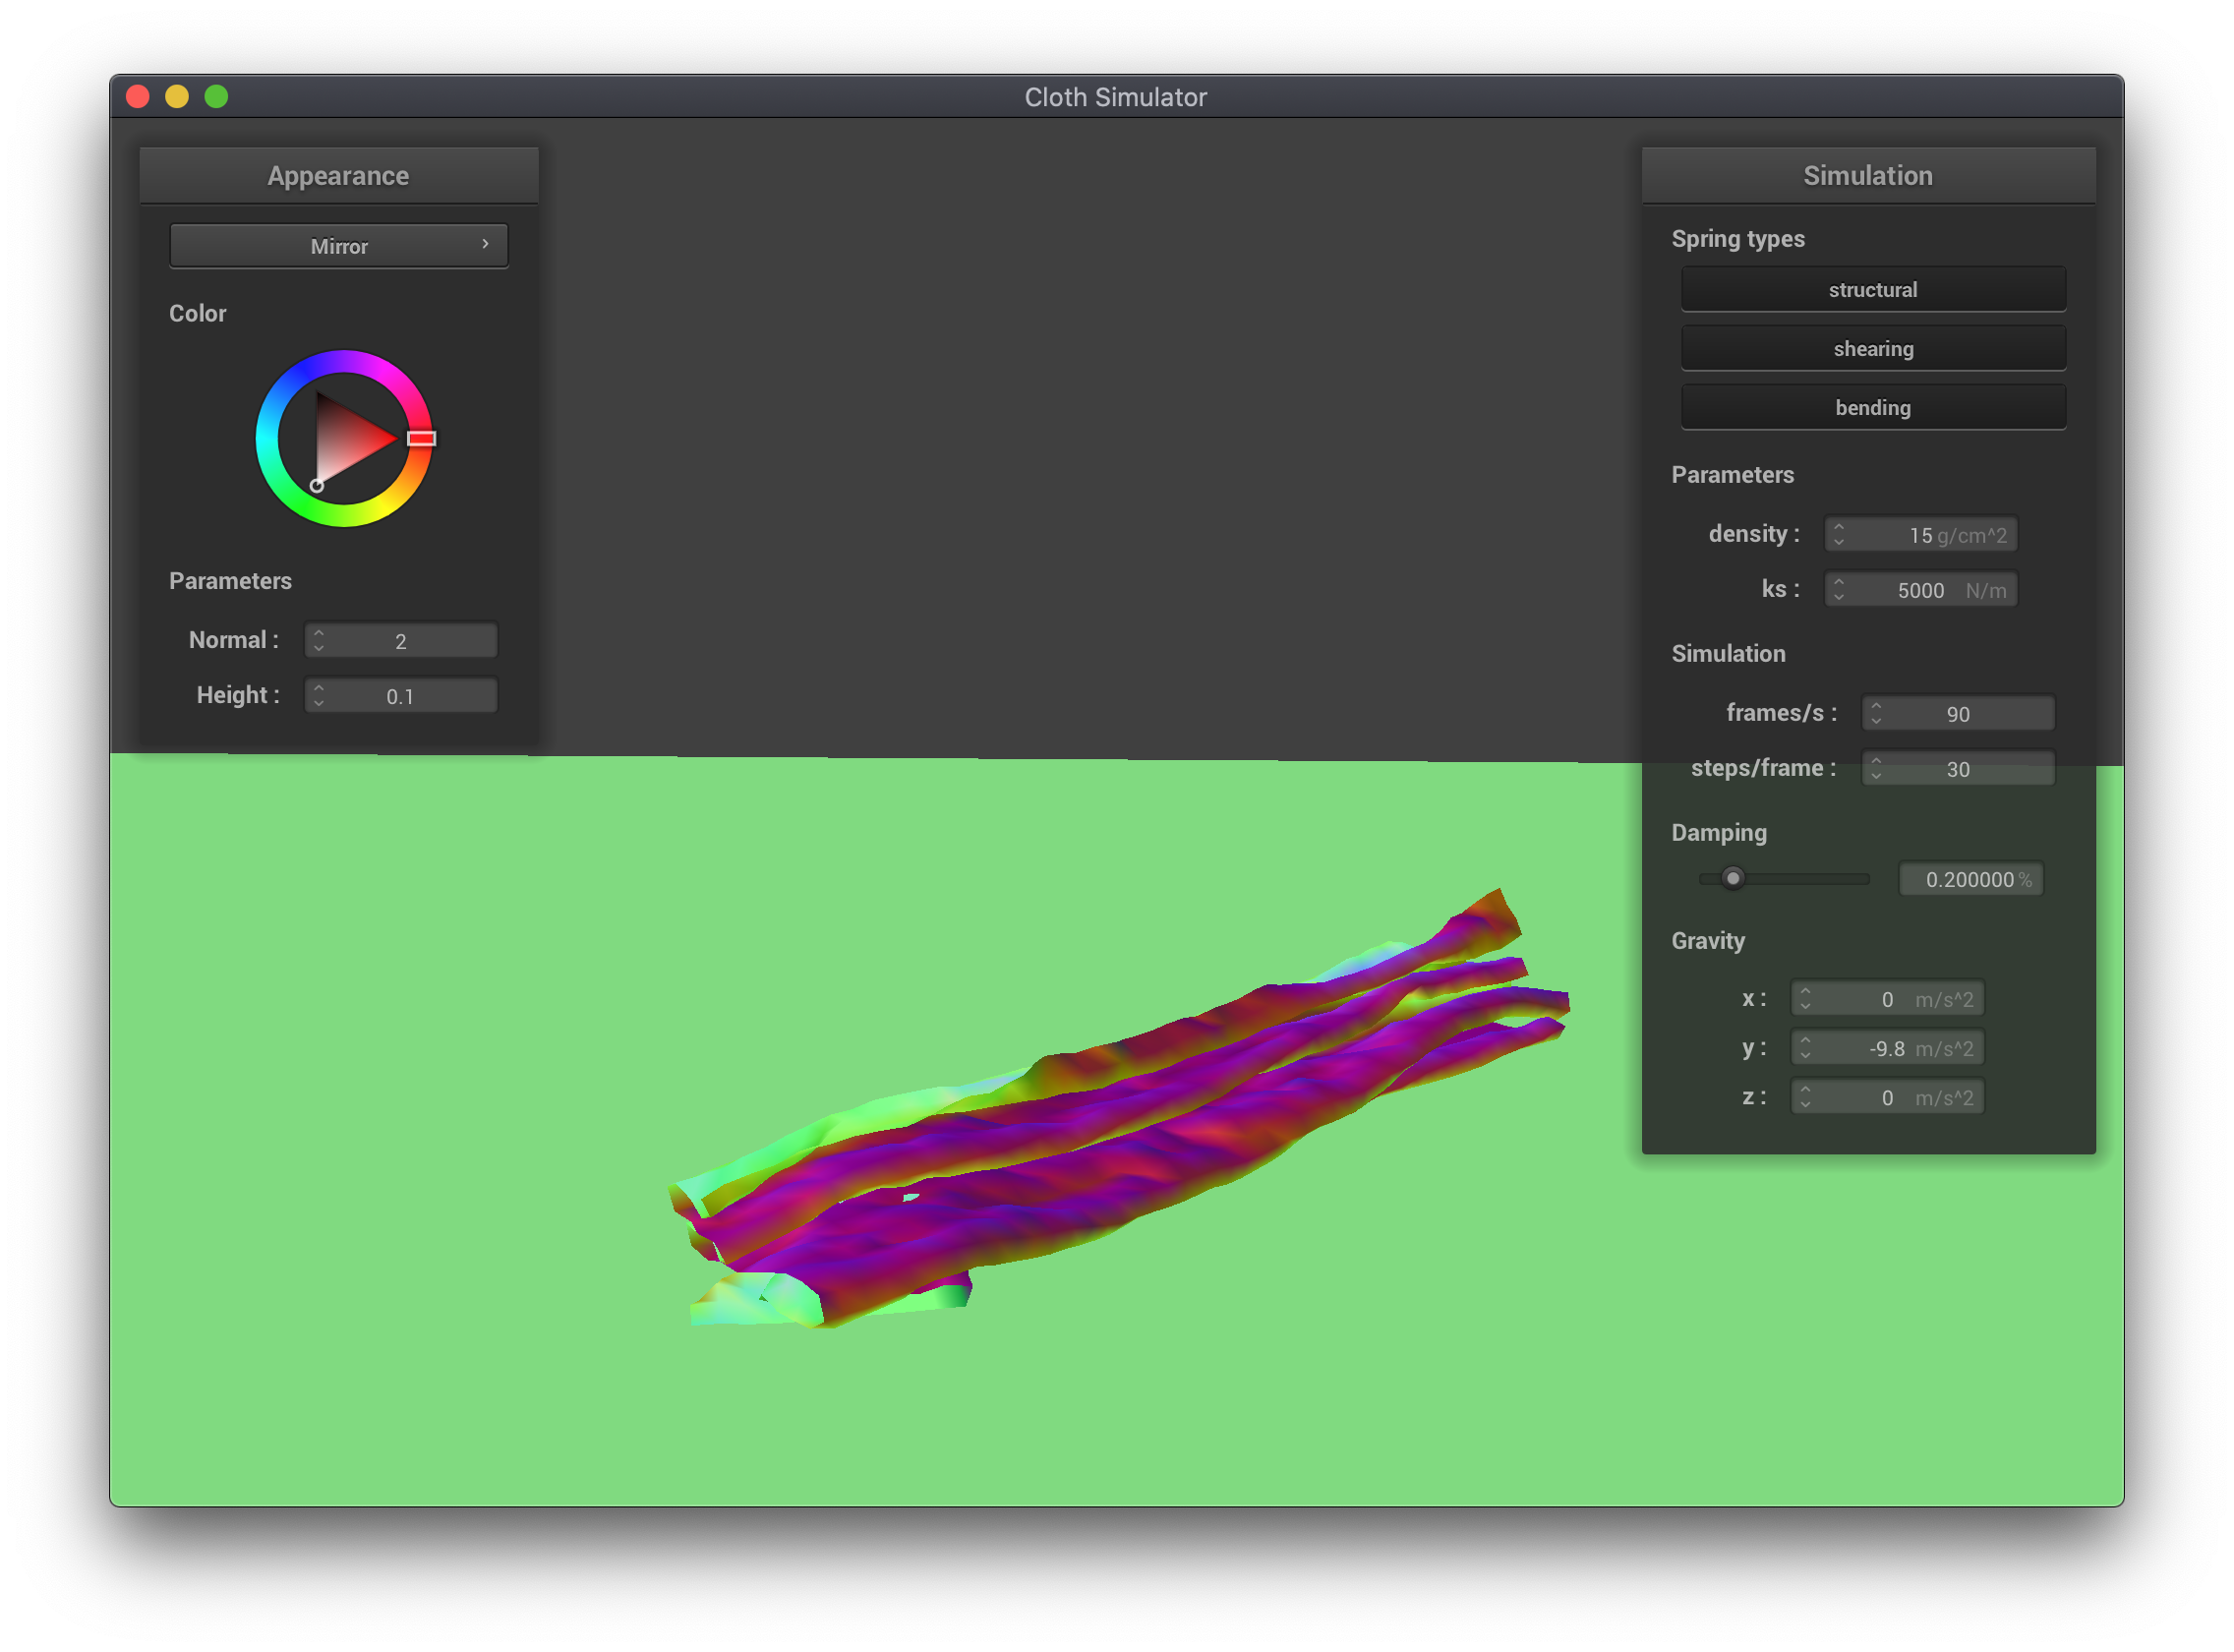 Cloth Simulator
Appearance
Mirror
Color
Parameters
Normal : 2
Height : 0.1
Simulation
Spring types
structural
shearing
bending
Parameters
density : 15 g/cm^2
ks : 5000 N/m
Simulation
frames/s : 90
steps/frame : 30
Damping
0.200000 %
Gravity
x : 0 m/s^2
y : -9.8 m/s^2
z : 0 m/s^2